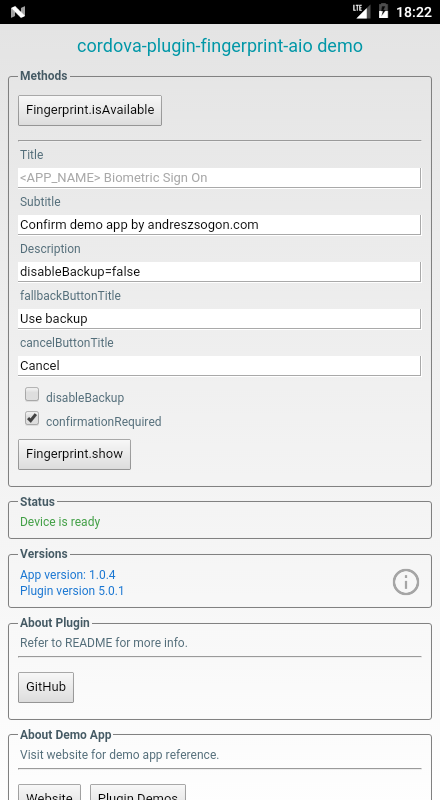 LTE 18:22
cordova-plugin-fingerprint-aio demo
Methods
Fingerprint.isAvailable
Title
<APP_NAME> Biometric Sign On
Subtitle
Confirm demo app by andreszsogon.com
Description
disableBackup=false
fallbackButtonTitle
Use backup
cancelButtonTitle
Cancel
disableBackup
confirmationRequired
Fingerprint.show
Status
Device is ready
Versions
App version: 1.0.4
Plugin version 5.0.1
About Plugin
Refer to README for more info.
GitHub
About Demo App
Visit website for demo app reference.
Website Plugin Demos